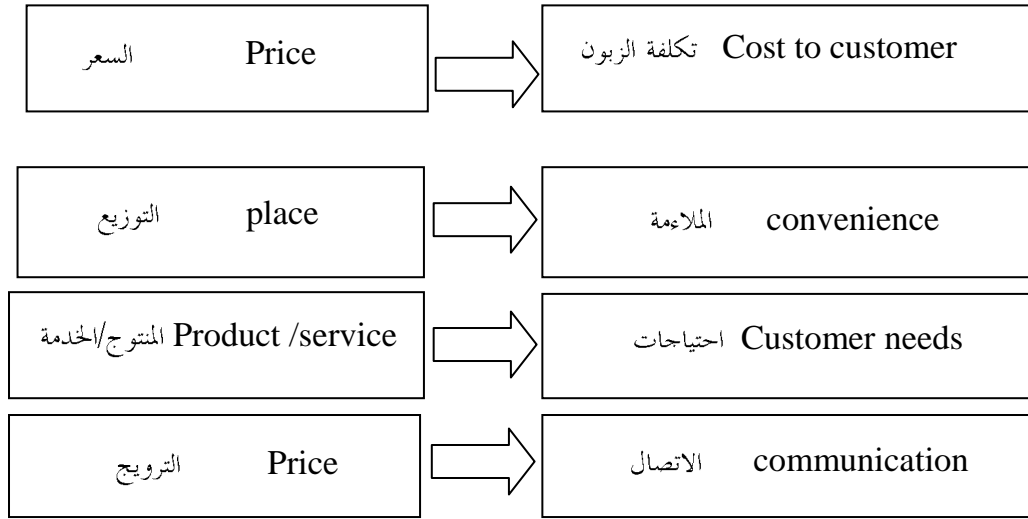 السعر Price
تكلفة الزبون Cost to customer
التوزيع place
الملاءمة convenience
المنتوج/الخدمة Product /service
احتياجات Customer needs
الترويج Price
الاتصال communication